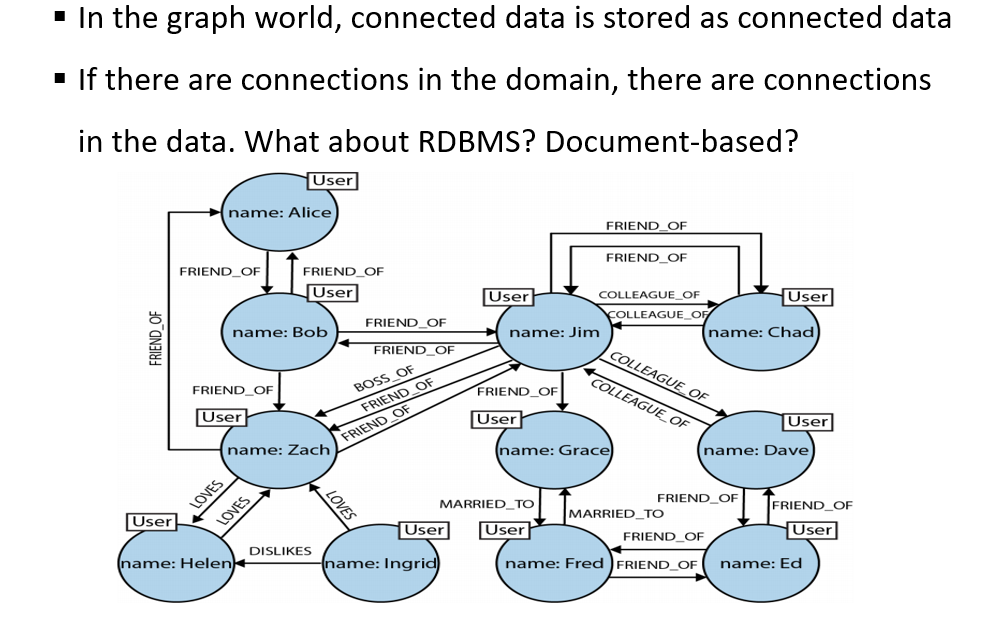 ▪ In the graph world, connected data is stored as connected data
▪ If there are connections in the domain, there are connections
in the data. What about RDBMS? Document-based?
User
name: Alice
FRIEND_OF
FRIEND_OF
FRIEND_OF
FRIEND_OF
FRIEND_OF
User
name: Bob
FRIEND_OF
FRIEND_OF
User
name: Jim
COLLEAGUE_OF
COLLEAGUE_OF
User
name: Chad
FRIEND_OF
BOSS_OF
FRIEND_OF
FRIEND_OF
FRIEND_OF
COLLEAGUE_OF
COLLEAGUE_OF
User
name: Zach
User
name: Grace
User
name: Dave
LOVES
LOVES
LOVES
MARRIED_TO
MARRIED_TO
FRIEND_OF
FRIEND_OF
User
name: Helen
DISLIKES
User
name: Ingrid
User
name: Fred
FRIEND_OF
FRIEND_OF
User
name: Ed